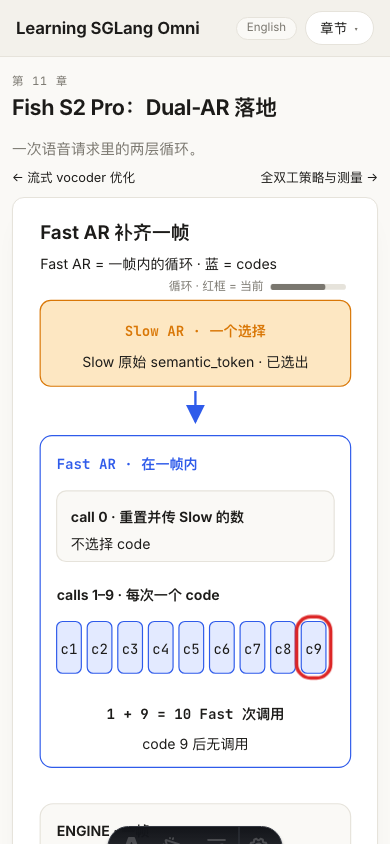 Learning SGLang Omni
English
章节
第 11 章
Fish S2 Pro：Dual-AR 落地
一次语音请求里的两层循环。
← 流式 vocoder 优化
全双工策略与测量 →
Fast AR 补齐一帧
Fast AR = 一帧内的循环 · 蓝 = codes
循环 · 红框 = 当前
Slow AR · 一个选择
Slow 原始 semantic_token · 已选出
Fast AR · 在一帧内
call 0 · 重置并传 Slow 的数
不选择 code
calls 1–9 · 每次一个 code
c1 c2 c3 c4 c5 c6 c7 c8 c9
1 + 9 = 10 Fast 次调用
code 9 后无调用
ENGINE